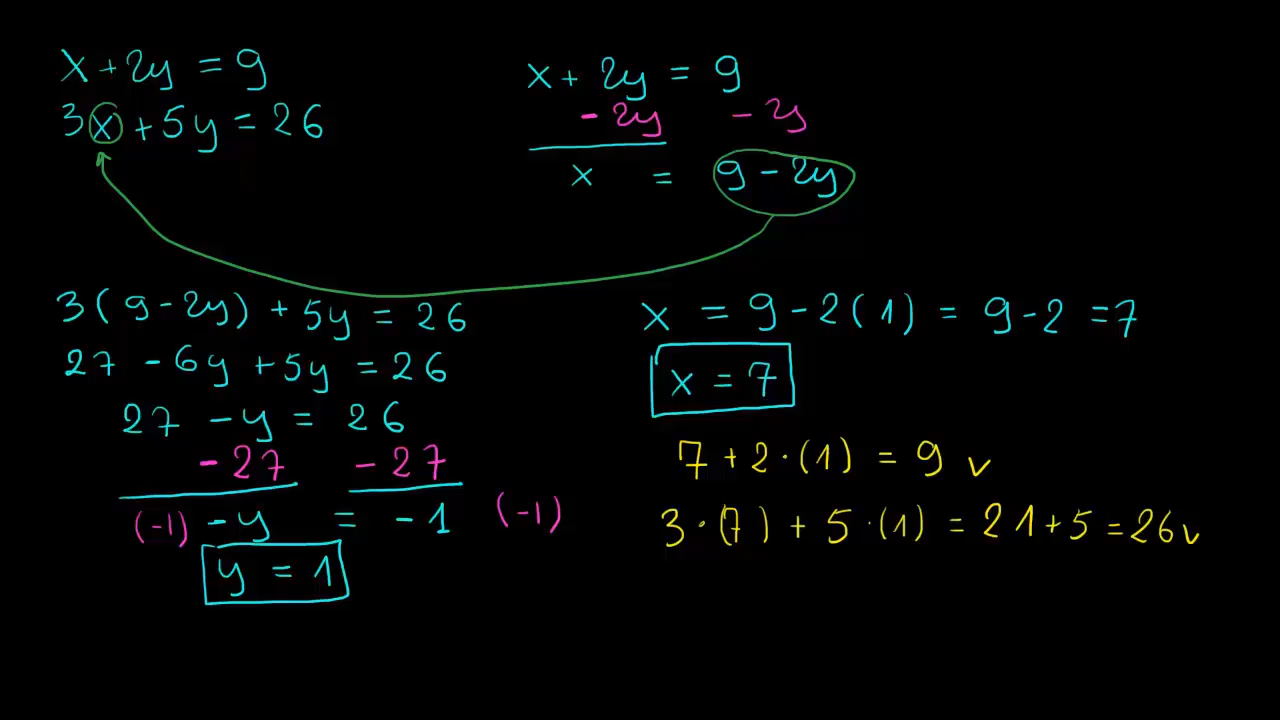 x + 2y = 9
3x + 5y = 26
x + 2y = 9
- 2y - 2y
x = 9 - 2y
3(9 - 2y) + 5y = 26
27 - 6y + 5y = 26
27 - y = 26
- 27 - 27
(-1) - y = - 1 (-1)
y = 1
x = 9 - 2(1) = 9 - 2 = 7
x = 7
7 + 2·(1) = 9 v
3·(7) + 5·(1) = 21 + 5 = 26 v